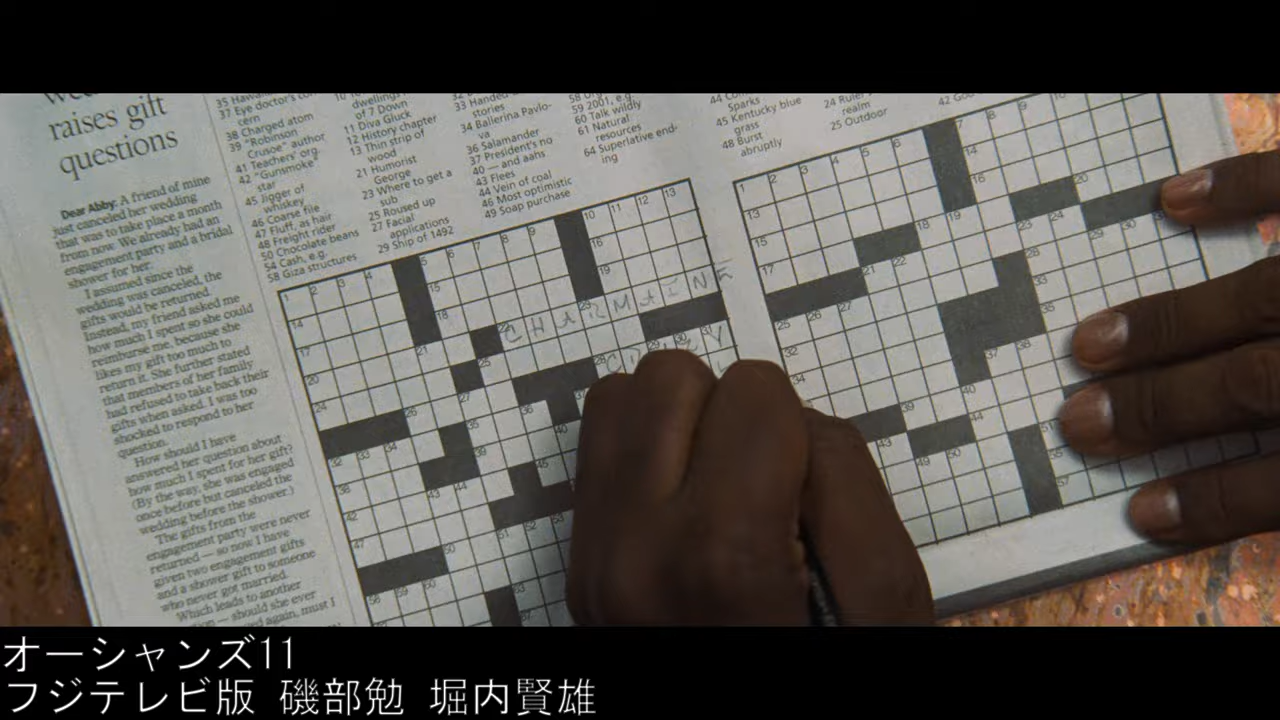 raises gift
questions
Dear Abby: A friend of mine
just canceled her wedding
that was to take place a month
from now. We already had an
engagement party and a bridal
shower for her.
I assumed since the
wedding was canceled, the
gifts would be returned.
Instead, my friend asked me
how much I spent so she could
reimburse me, because she
likes my gift too much to
return it. She further stated
that members of her family
had refused to take back their
gifts when asked. I was too
shocked to respond to her
question.
How should I have
answered her question about
how much I spent for her gift?
(By the way, she was engaged
once before but canceled the
wedding before the shower.)
The gifts from the
engagement party were never
returned — so now I have
given two engagement gifts
and a shower gift to someone
who never got married.
Which leads to another
should she ever
again, must I
37 Eye doctor's con-
cern
38 Charged atom
39 "Robinson
Crusoe" author
41 Teachers' org.
42 "Gunsmoke"
star
45 Jigger of
whiskey
46 Coarse file
47 Fluff, as hair
48 Freight rider
50 Chocolate beans
54 Cash, e.g.
58 Giza structures
dwellings
of 7 Down
11 Diva Gluck
12 History chapter
13 Thin strip of
wood
21 Humorist
George
23 Where to get a
sub
25 Roused up
27 Facial
applications
29 Ship of 1492
33 Handed-
stories
34 Ballerina Pavlo-
va
36 Salamander
37 President's no
40 — and aahs
43 Flees
44 Vein of coal
46 Most optimistic
49 Soap purchase
59 2001, e.g.
60 Talk wildly
61 Natural
resources
64 Superlative end-
ing
Sparks
45 Kentucky blue
grass
48 Burst
abruptly
24 Ruler's
realm
25 Outdoor
CHARMAINE
オーシャンズ11
フジテレビ版 磯部勉 堀内賢雄